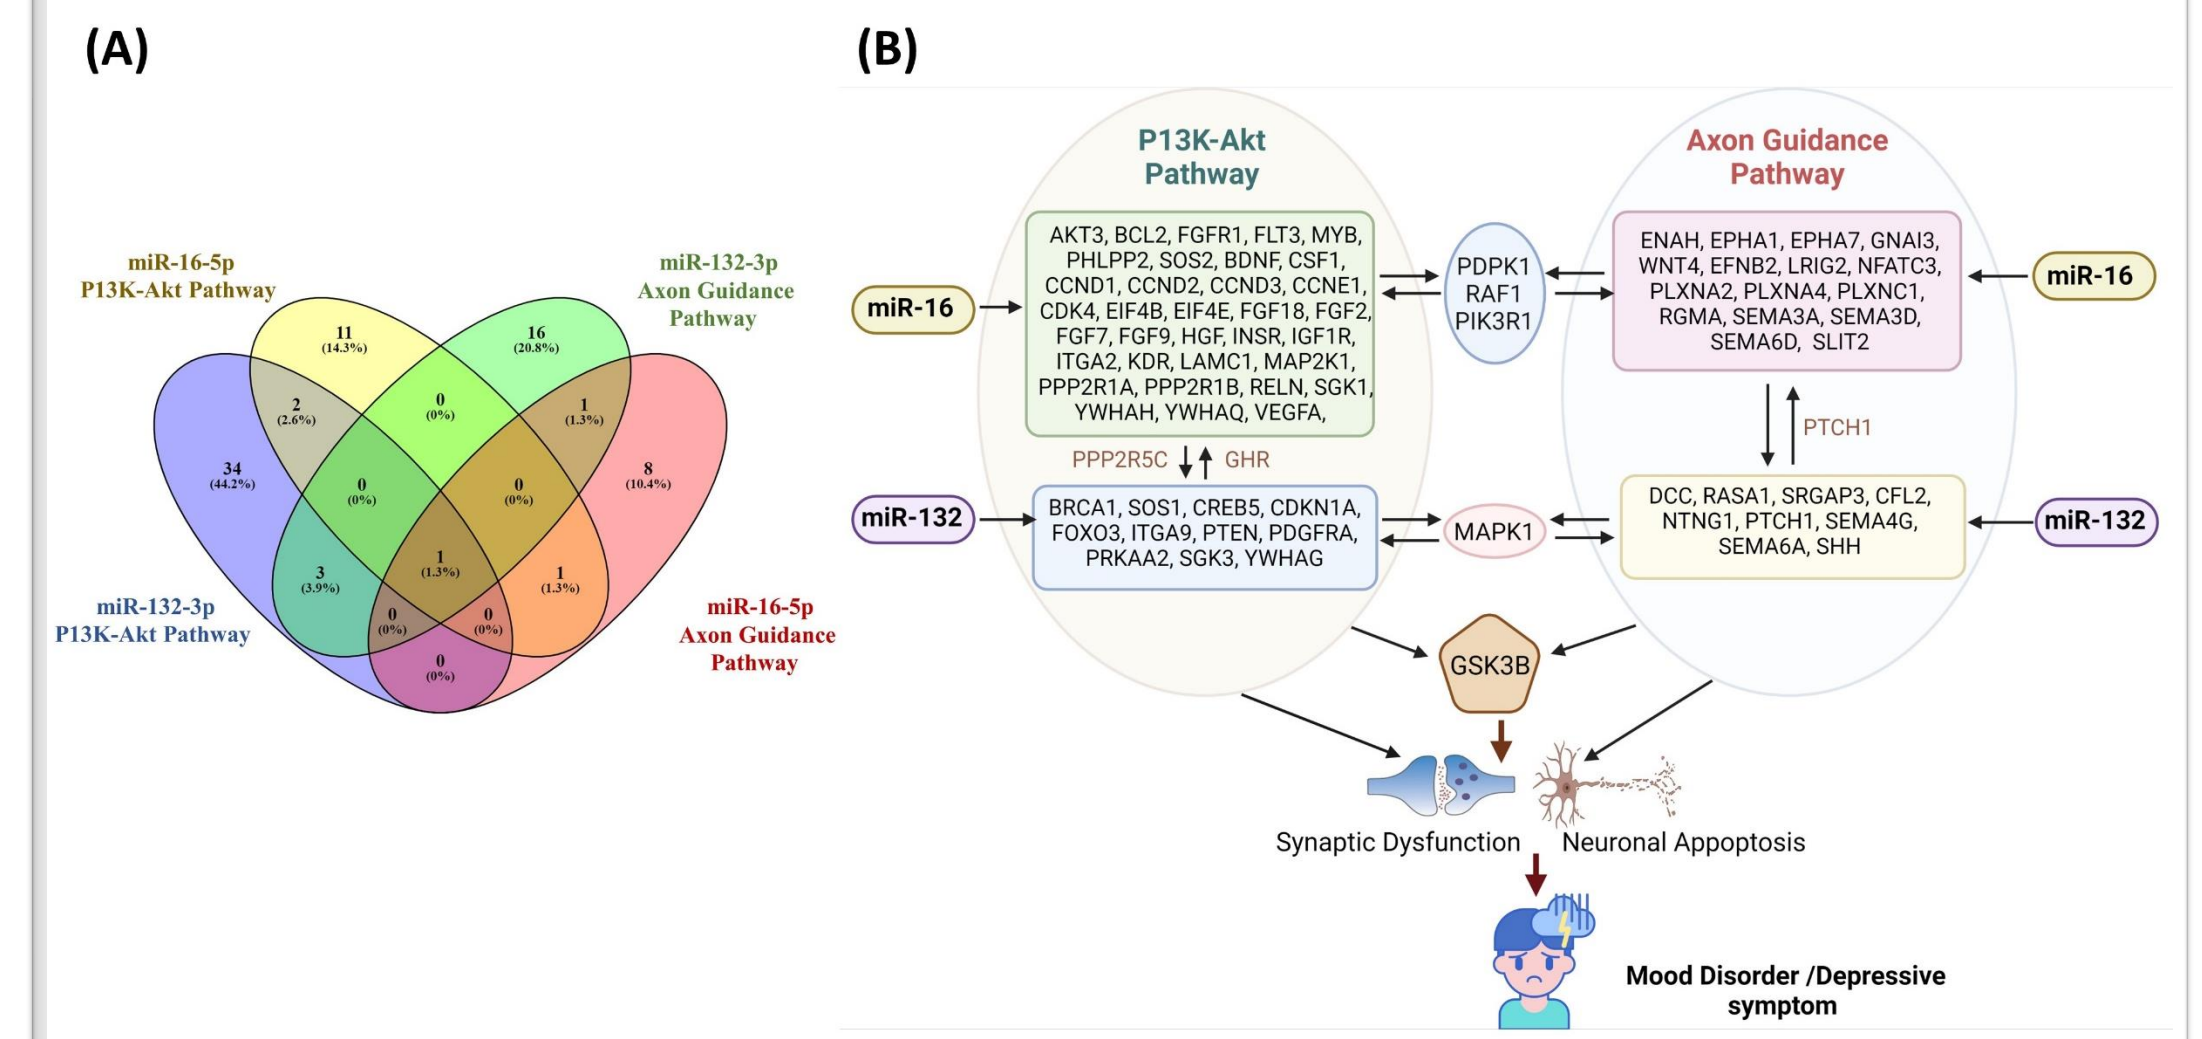 (A)
miR-16-5p
P13K-Akt Pathway
miR-132-3p
Axon Guidance
Pathway
11
(14.3%)
16
(20.8%)
2
(2.6%)
0
(0%)
1
(1.3%)
34
(44.2%)
0
(0%)
0
(0%)
8
(10.4%)
3
(3.9%)
1
(1.3%)
1
(1.3%)
0
(0%)
0
(0%)
0
(0%)
miR-132-3p
P13K-Akt Pathway
miR-16-5p
Axon Guidance
Pathway
(B)
P13K-Akt
Pathway
Axon Guidance
Pathway
miR-16
AKT3, BCL2, FGFR1, FLT3, MYB,
PHLPP2, SOS2, BDNF, CSF1,
CCND1, CCND2, CCND3, CCNE1,
CDK4, EIF4B, EIF4E, FGF18, FGF2,
FGF7, FGF9, HGF, INSR, IGF1R,
ITGA2, KDR, LAMC1, MAP2K1,
PPP2R1A, PPP2R1B, RELN, SGK1,
YWHAH, YWHAQ, VEGFA,
PDPK1
RAF1
PIK3R1
ENAH, EPHA1, EPHA7, GNAI3,
WNT4, EFNB2, LRIG2, NFATC3,
PLXNA2, PLXNA4, PLXNC1,
RGMA, SEMA3A, SEMA3D,
SEMA6D, SLIT2
miR-16
PPP2R5C
GHR
PTCH1
miR-132
BRCA1, SOS1, CREB5, CDKN1A,
FOXO3, ITGA9, PTEN, PDGFRA,
PRKAA2, SGK3, YWHAG
MAPK1
DCC, RASA1, SRGAP3, CFL2,
NTNG1, PTCH1, SEMA4G,
SEMA6A, SHH
miR-132
GSK3B
Synaptic Dysfunction
Neuronal Appoptosis
Mood Disorder /Depressive
symptom